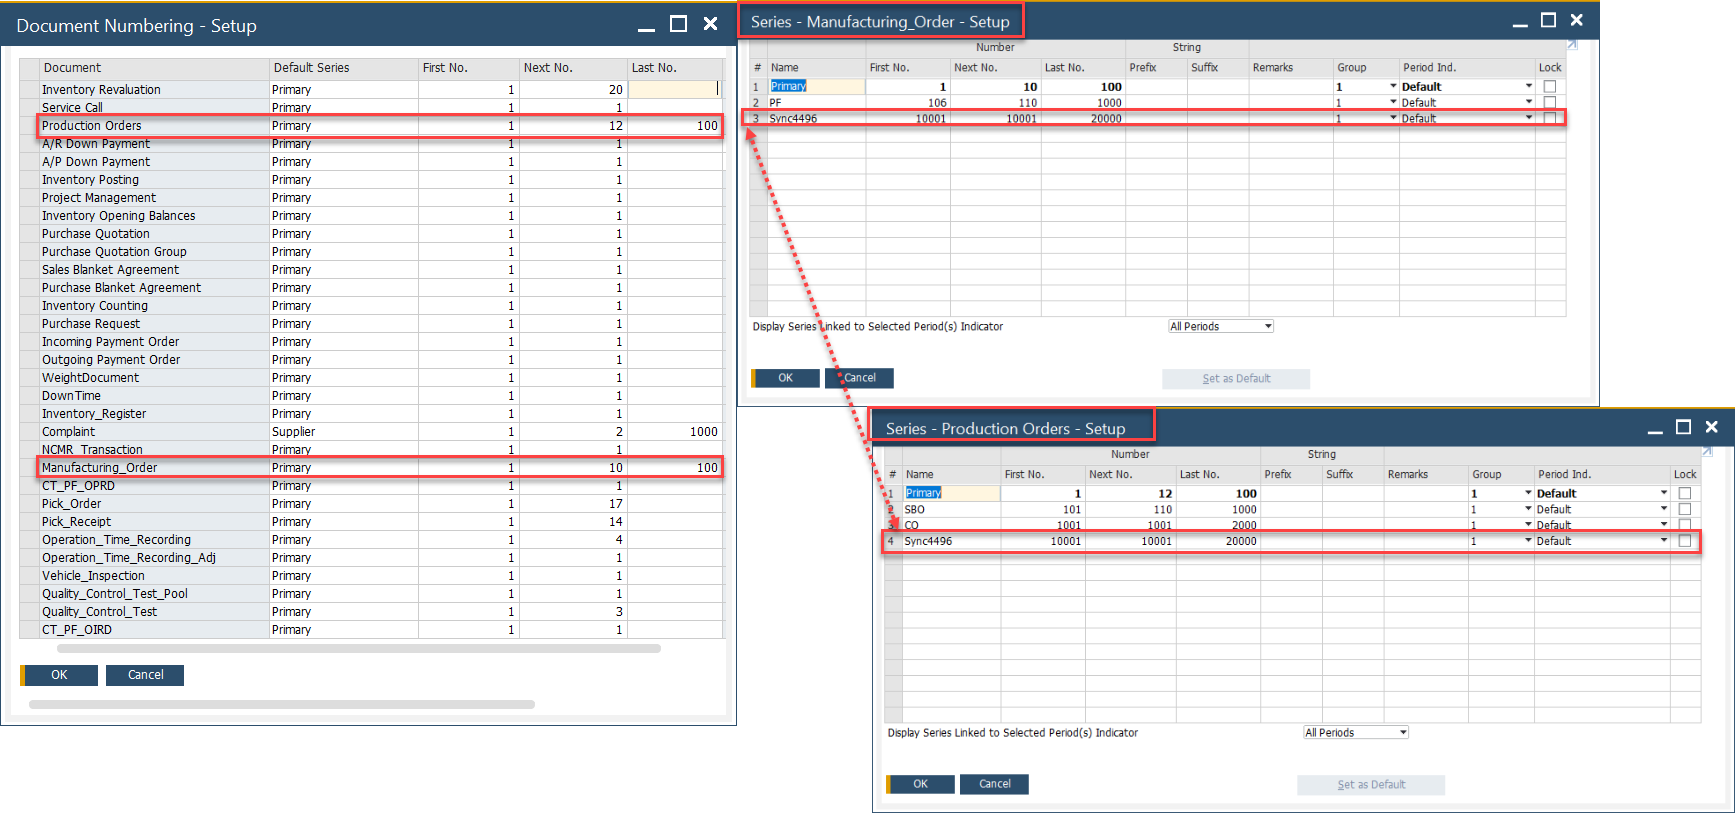 Document Numbering - Setup
Document Default Series First No. Next No. Last No.
Inventory Revaluation Primary 1 20
Service Call Primary 1 1
Production Orders Primary 1 12 100
A/R Down Payment Primary 1 1
A/P Down Payment Primary 1 1
Inventory Posting Primary 1 1
Project Management Primary 1 1
Inventory Opening Balances Primary 1 1
Purchase Quotation Primary 1 1
Purchase Quotation Group Primary 1 1
Sales Blanket Agreement Primary 1 1
Purchase Blanket Agreement Primary 1 1
Inventory Counting Primary 1 1
Purchase Request Primary 1 1
Incoming Payment Order Primary 1 1
Outgoing Payment Order Primary 1 1
WeightDocument Primary 1 1
DownTime Primary 1 1
Inventory_Register Primary 1 1
Complaint Supplier 1 2 1000
NCMR_Transaction Primary 1 1
Manufacturing_Order Primary 1 10 100
CT_PF_OPRD Primary 1 1
Pick_Order Primary 1 17
Pick_Receipt Primary 1 14
Operation_Time_Recording Primary 1 4
Operation_Time_Recording_Adj Primary 1 1
Vehicle_Inspection Primary 1 1
Quality_Control_Test_Pool Primary 1 1
Quality_Control_Test Primary 1 3
CT_PF_OIRD Primary 1 1
OK Cancel
Series - Manufacturing_Order - Setup
Number String
# Name First No. Next No. Last No. Prefix Suffix Remarks Group Period Ind. Lock
1 Primary 1 10 100 1 Default
2 PF 106 110 1000 1 Default
3 Sync4496 10001 10001 20000 1 Default
Display Series Linked to Selected Period(s) Indicator All Periods
OK Cancel Set as Default
Series - Production Orders - Setup
Number String
# Name First No. Next No. Last No. Prefix Suffix Remarks Group Period Ind. Lock
1 Primary 1 12 100 1 Default
2 SBO 101 110 1000 1 Default
3 CO 1001 1001 2000 1 Default
4 Sync4496 10001 10001 20000 1 Default
Display Series Linked to Selected Period(s) Indicator All Periods
OK Cancel Set as Default